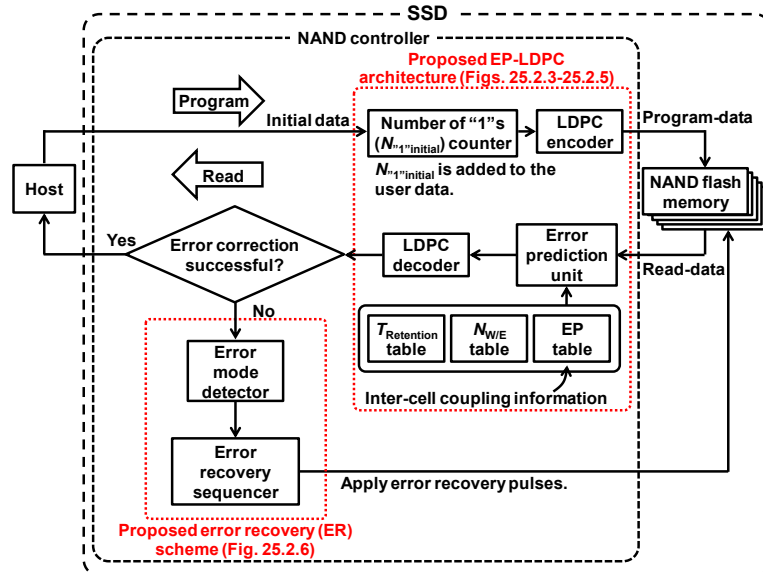 SSD
NAND controller
Proposed EP-LDPC
architecture (Figs. 25.2.3-25.2.5)
Program
Initial data
Number of “1”s
(N”1”initial) counter
LDPC
encoder
Program-data
N”1”initial is added to the
user data.
Host
Read
NAND flash
memory
Yes
Error correction
successful?
LDPC
decoder
Error
prediction
unit
Read-data
No
TRetention
table
NW/E
table
EP
table
Inter-cell coupling information
Error
mode
detector
Error
recovery
sequencer
Apply error recovery pulses.
Proposed error recovery (ER)
scheme (Fig. 25.2.6)